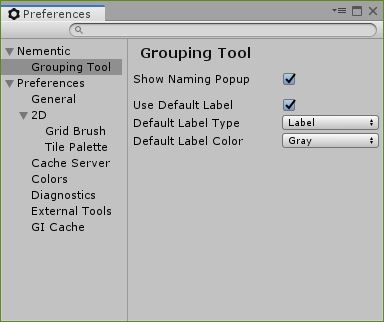 Preferences
Nementic
Grouping Tool
Preferences
General
2D
Grid Brush
Tile Palette
Cache Server
Colors
Diagnostics
External Tools
GI Cache
Grouping Tool
Show Naming Popup
Use Default Label
Default Label Type Label
Default Label Color Gray